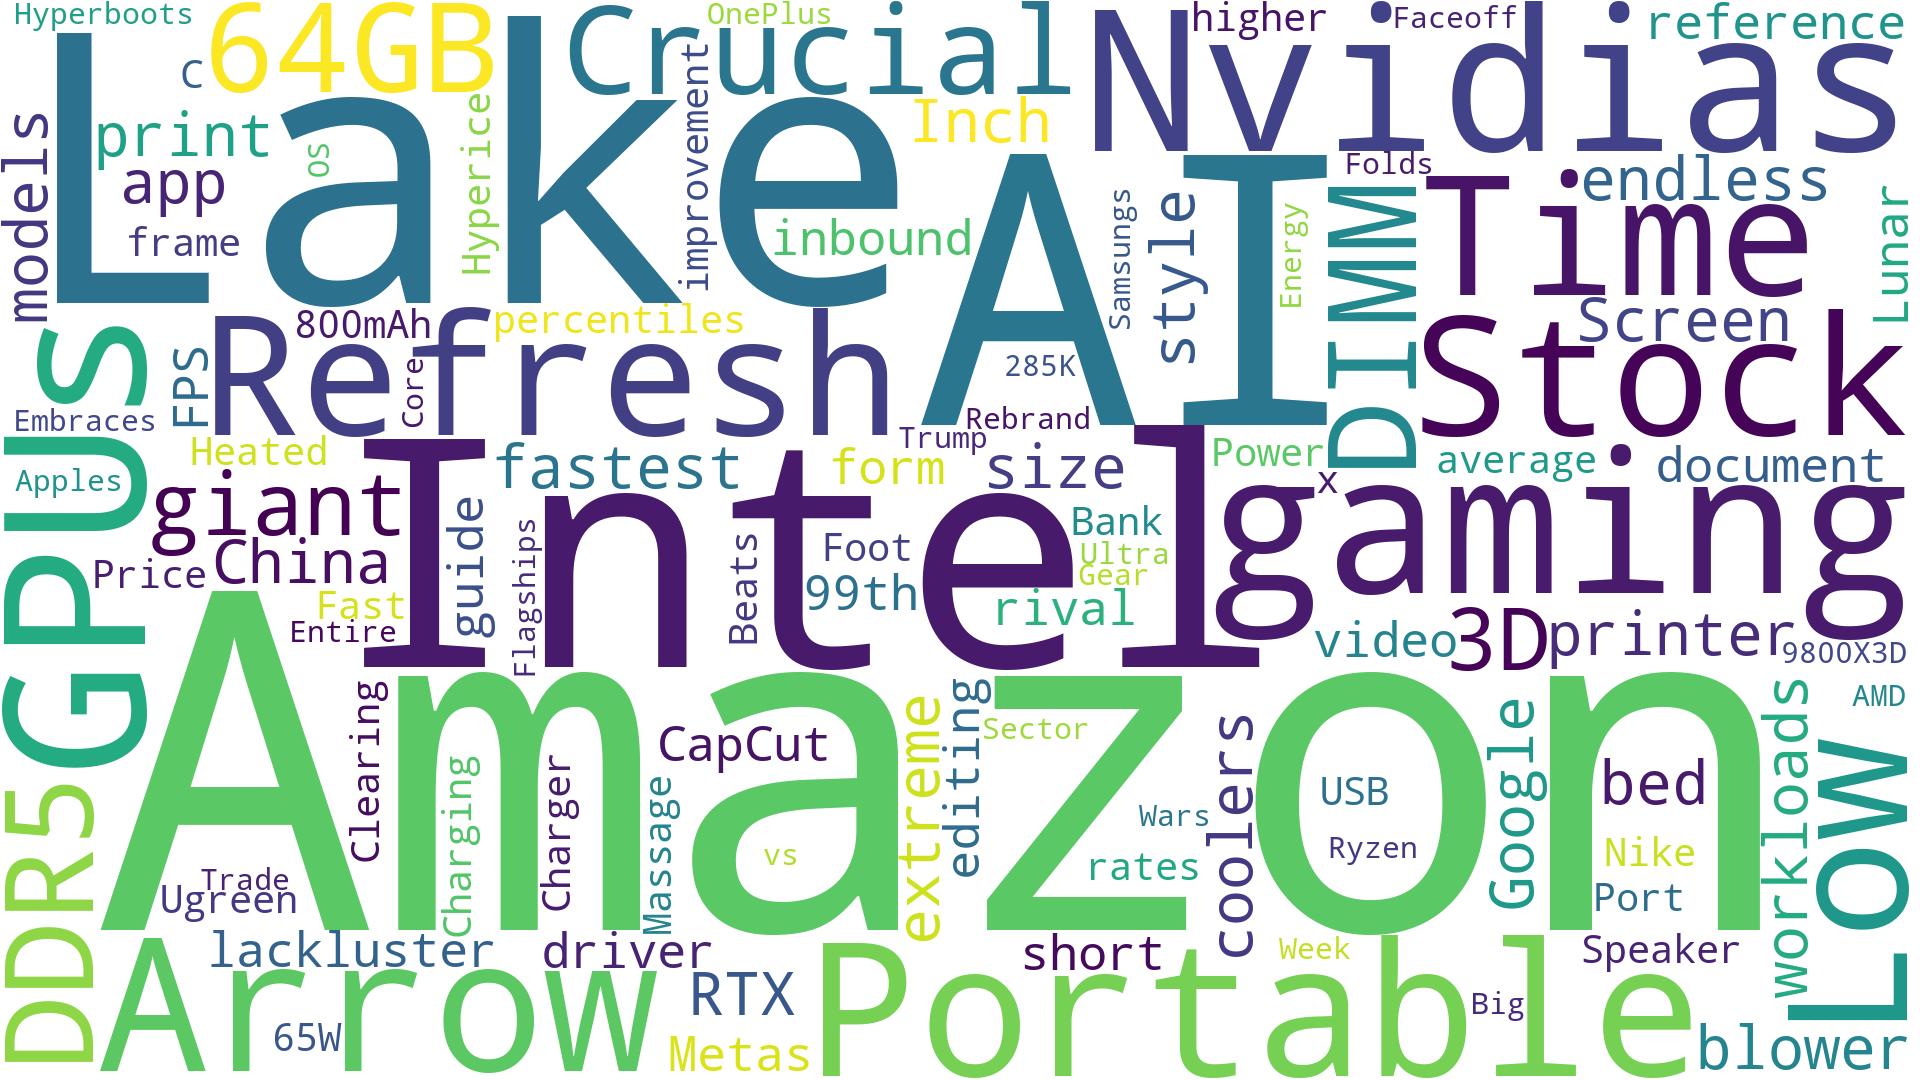 Hyperboots
64GB
Crucial
OnePlus
Nvidias
higher
Faceoff
reference
C
Lake
print
app
os
frame
models
Hyperice
improvement
Inch
inbound
AI
Samsungs
style
Energy
Folds
DIMM
Time
endless
Lunar
Screen
Stock
GPUs
FPS
Refresh
800mAh
percentiles
Core
285K
Rebrand
Trump
Embraces
Heated
Apples
giant
China
Price
Fast
Entire
Intel
fastest
guide
Flagships
Beats
form
size
Foot
99th
Bank
Ultra
Gear
rival
Power
x
average
document
gaming
video
3D
printer
9800X3D
AMD
Amazon
Clearing
Charging
Charger
Massage
CapCut
vs
extreme
editing
Sector
Wars
rates
coolers
USB
Ryzen
Google
bed
Nike
Port
workloads
Low
DDR5
Trade
Ugreen
Arrow
lackluster
65W
driver
RTX
Metas
Portable
short
Week
Big
Speaker
blower